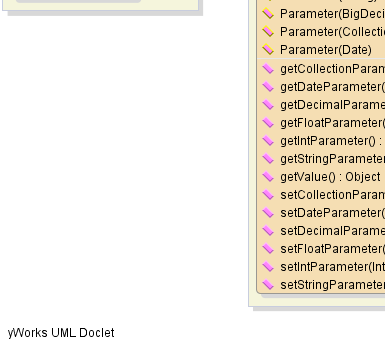 Parameter(BigDeci
Parameter(Collecti
Parameter(Date)
getCollectionParam
getDateParameter(
getDecimalParame
getFloatParameter(
getIntParameter() :
getStringParameter
getValue() : Object
setCollectionParam
setDateParameter(
setDecimalParame
setFloatParameter(
setIntParameter(Int
setStringParameter
yWorks UML Doclet